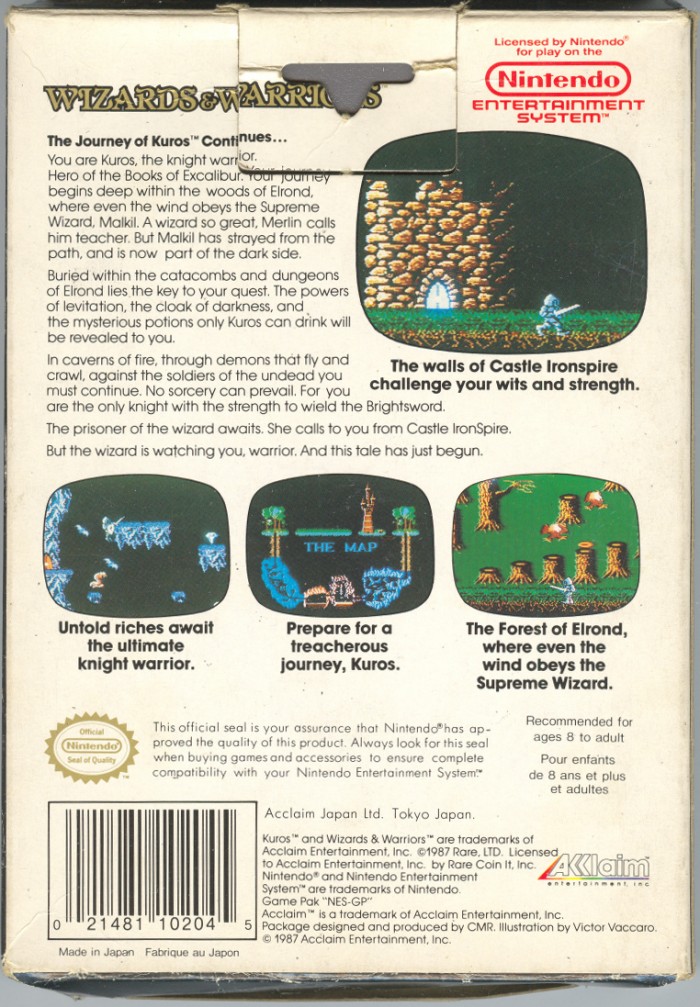 Licensed by Nintendo®
for play on the
Nintendo
ENTERTAINMENT
SYSTEM™
WIZARDS & WARRIORS
The Journey of Kuros™ Continues...
You are Kuros, the knight warrior.
Hero of the Books of Excalibur. Your journey
begins deep within the woods of Elrond,
where even the wind obeys the Supreme
Wizard, Malkil. A wizard so great, Merlin calls
him teacher. But Malkil has strayed from the
path, and is now part of the dark side.
Buried within the catacombs and dungeons
of Elrond lies the key to your quest. The powers
of levitation, the cloak of darkness, and
the mysterious potions only Kuros can drink will
be revealed to you.
In caverns of fire, through demons that fly and
crawl, against the soldiers of the undead you
must continue. No sorcery can prevail. For you
are the only knight with the strength to wield the Brightsword.
The prisoner of the wizard awaits. She calls to you from Castle IronSpire.
But the wizard is watching you, warrior. And this tale has just begun.
The walls of Castle Ironspire
challenge your wits and strength.
THE MAP
Untold riches await
the ultimate
knight warrior.
Prepare for a
treacherous
journey, Kuros.
The Forest of Elrond,
where even the
wind obeys the
Supreme Wizard.
Official
Nintendo®
Seal of Quality
This official seal is your assurance that Nintendo® has ap-
proved the quality of this product. Always look for this seal
when buying games and accessories to ensure complete
compatibility with your Nintendo Entertainment System.™
Recommended for
ages 8 to adult
Pour enfants
de 8 ans et plus
et adultes
Acclaim Japan Ltd. Tokyo Japan.
Kuros™ and Wizards & Warriors™ are trademarks of
Acclaim Entertainment, Inc. ©1987 Rare, LTD. Licensed
to Acclaim Entertainment, Inc. by Rare Coin It, Inc.
Nintendo® and Nintendo Entertainment
System™ are trademarks of Nintendo.
Game Pak "NES-GP"
Acclaim™ is a trademark of Acclaim Entertainment, Inc.
Package designed and produced by CMR. Illustration by Victor Vaccaro.
© 1987 Acclaim Entertainment, Inc.
AKKlaim™
entertainment, inc.
0 21481 10204 5
Made in Japan Fabrique au Japon